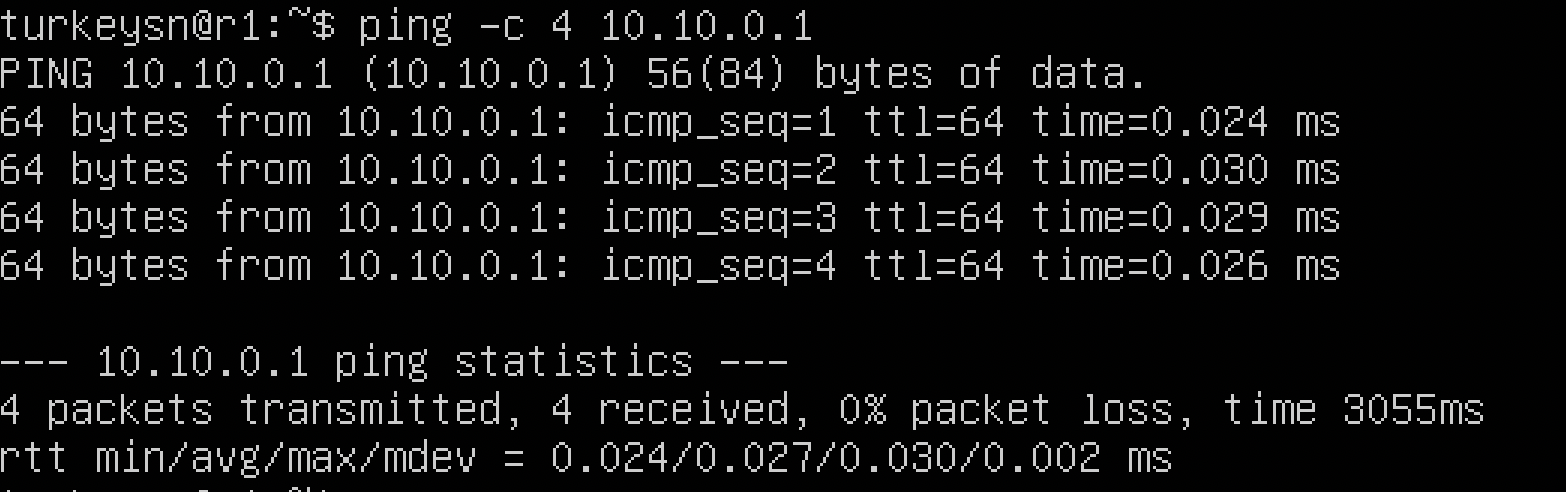 turkeysn@r1:~$ ping -c 4 10.10.0.1
PING 10.10.0.1 (10.10.0.1) 56(84) bytes of data.
64 bytes from 10.10.0.1: icmp_seq=1 ttl=64 time=0.024 ms
64 bytes from 10.10.0.1: icmp_seq=2 ttl=64 time=0.030 ms
64 bytes from 10.10.0.1: icmp_seq=3 ttl=64 time=0.029 ms
64 bytes from 10.10.0.1: icmp_seq=4 ttl=64 time=0.026 ms

--- 10.10.0.1 ping statistics ---
4 packets transmitted, 4 received, 0% packet loss, time 3055ms
rtt min/avg/max/mdev = 0.024/0.027/0.030/0.002 ms